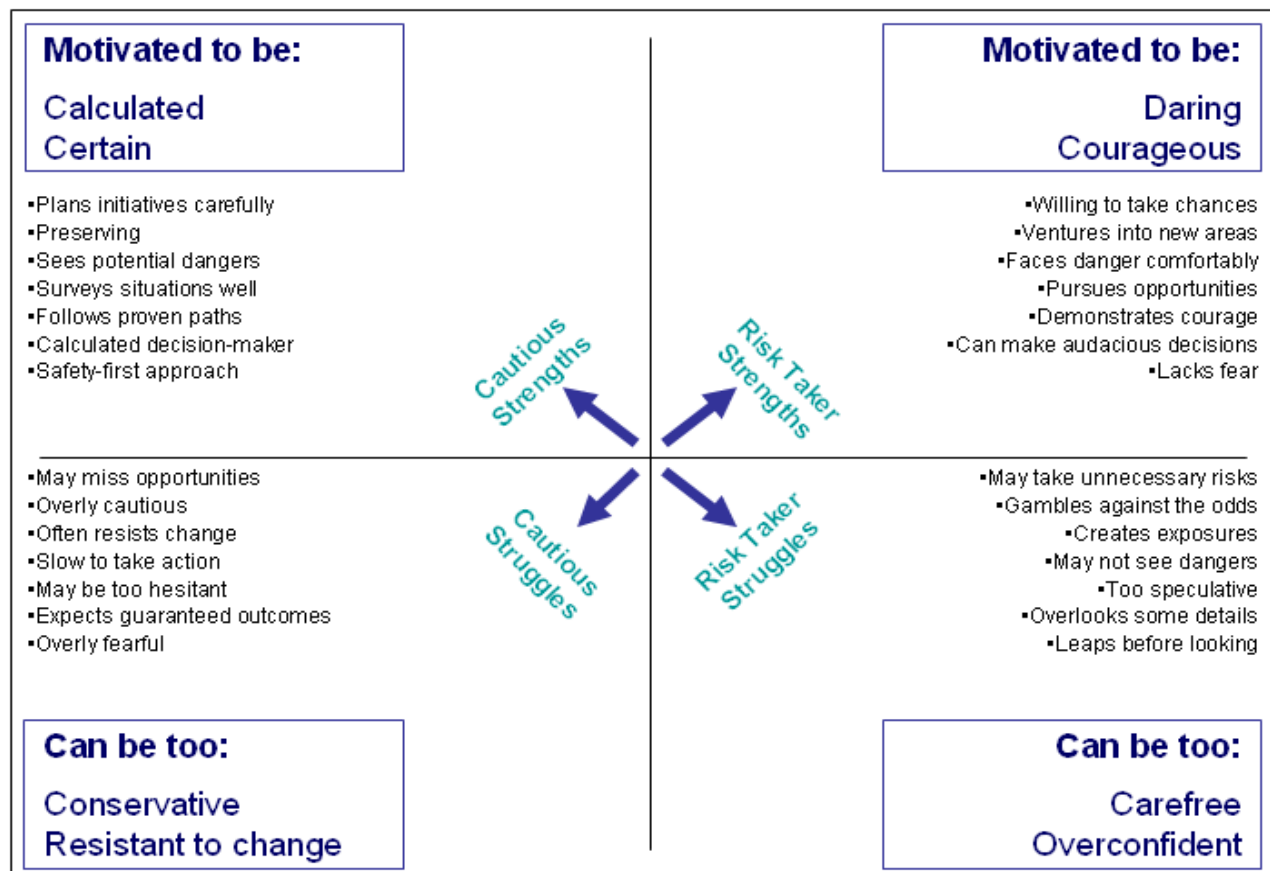 Motivated to be:
Calculated
Certain
▪Plans initiatives carefully
▪Preserving
▪Sees potential dangers
▪Surveys situations well
▪Follows proven paths
▪Calculated decision-maker
▪Safety-first approach
Cautious
Strengths
Motivated to be:
Daring
Courageous
▪Willing to take chances
▪Ventures into new areas
▪Faces danger comfortably
▪Pursues opportunities
▪Demonstrates courage
▪Can make audacious decisions
▪Lacks fear
Risk Taker
Strengths
▪May miss opportunities
▪Overly cautious
▪Often resists change
▪Slow to take action
▪May be too hesitant
▪Expects guaranteed outcomes
▪Overly fearful
Cautious
Struggles
Can be too:
Conservative
Resistant to change
▪May take unnecessary risks
▪Gambles against the odds
▪Creates exposures
▪May not see dangers
▪Too speculative
▪Overlooks some details
▪Leaps before looking
Risk Taker
Struggles
Can be too:
Carefree
Overconfident